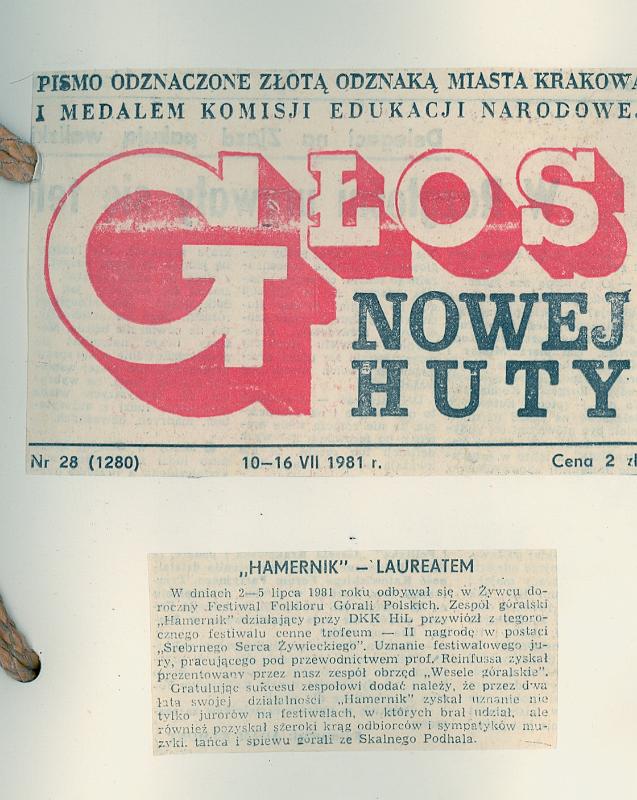 PISMO ODZNACZONE ZŁOTĄ ODZNAKĄ MIASTA KRAKOWA
I MEDALEM KOMISJI EDUKACJI NARODOWEJ
GŁOS
NOWEJ
HUTY
Nr 28 (1280) 10—16 VII 1981 r. Cena 2 zł
„HAMERNIK” — LAUREATEM
W dniach 2—5 lipca 1981 roku odbywał się w Żywcu do-
roczny Festiwal Folkloru Górali Polskich. Zespół góralski
„Hamernik” działający przy DKK HiL przywiózł z tegoro-
cznego festiwalu cenne trofeum — II nagrodę w postaci
„Srebrnego Serca Żywieckiego”. Uznanie festiwalowego ju-
ry, pracującego pod przewodnictwem prof. Reinfussa zyskał
prezentowany przez nasz zespół obrzęd „Wesele góralskie”.
Gratulując sukcesu zespołowi dodać należy, że przez dwa
lata swojej działalności „Hamernik” zyskał uznanie nie
tylko jurorów na festiwalach, w których brał udział, ale
również pozyskał szeroki krąg odbiorców i sympatyków mu-
zyki, tańca i śpiewu górali ze Skalnego Podhala.